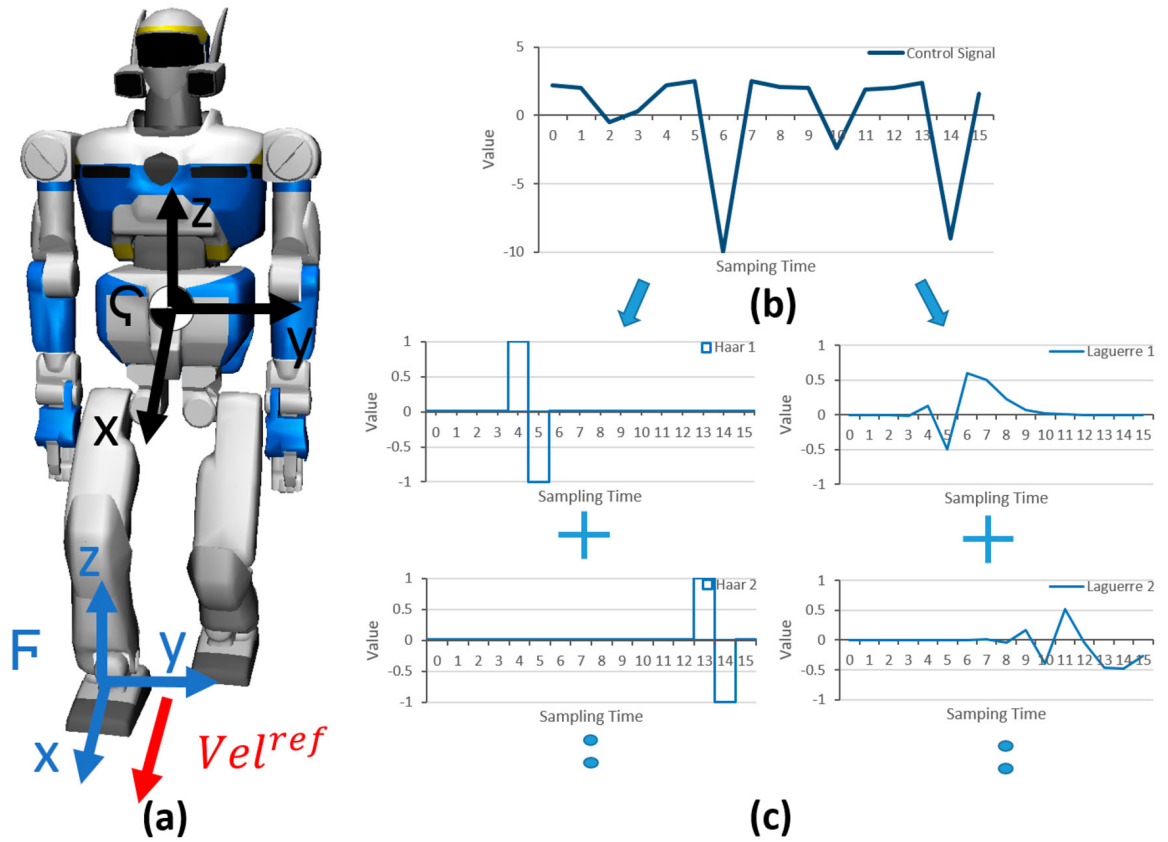 z
Ϛ
y
x
z
F
y
x
Vel^ref
(a)
Control Signal
5
0
-5
-10
Value
0 1 2 3 4 5 6 7 8 9 10 11 12 13 14 15
Samping Time
(b)
Haar 1
1
0.5
0
-0.5
-1
Value
0 1 2 3 4 5 6 7 8 9 10 11 12 13 14 15
Sampling Time
Laguerre 1
1
0.5
0
-0.5
-1
Value
0 1 2 3 4 5 6 7 8 9 10 11 12 13 14 15
Sampling Time
Haar 2
1
0.5
0
-0.5
-1
Value
0 1 2 3 4 5 6 7 8 9 10 11 12 13 14 15
Sampling Time
Laguerre 2
1
0.5
0
-0.5
-1
Value
0 1 2 3 4 5 6 7 8 9 10 11 12 13 14 15
Sampling Time
(c)